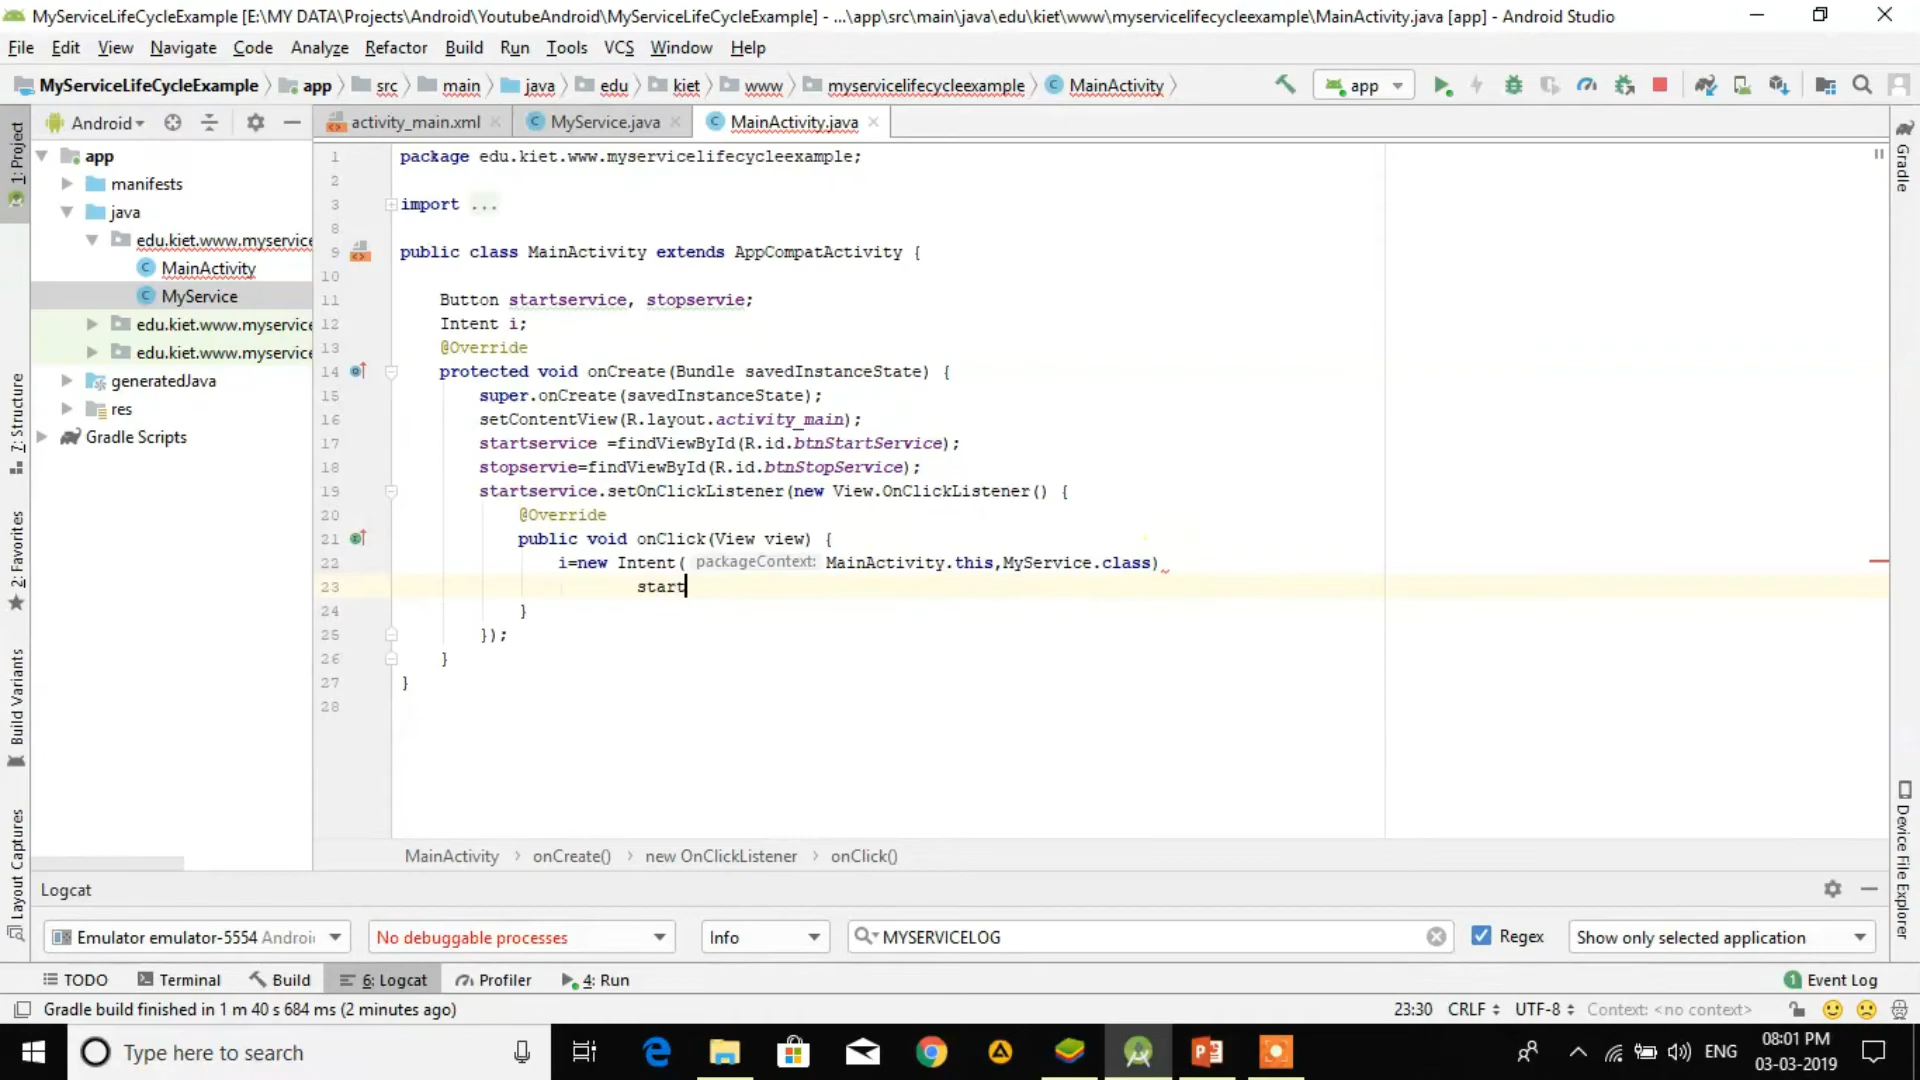 MyServiceLifeCycleExample [E:\MY DATA\Projects\Android\YoutubeAndroid\MyServiceLifeCycleExample] - ...\app\src\main\java\edu\kiet\www\myservicelifecycleexample\MainActivity.java [app] - Android Studio
File Edit View Navigate Code Analyze Refactor Build Run Tools VCS Window Help
MyServiceLifeCycleExample app src main java edu kiet www myservicelifecycleexample MainActivity app
1: Project
7: Structure
2: Favorites
Build Variants
Layout Captures
Android
app
manifests
java
edu.kiet.www.myservice
MainActivity
MyService
edu.kiet.www.myservice
edu.kiet.www.myservice
generatedJava
res
Gradle Scripts
activity_main.xml MyService.java MainActivity.java
1 package edu.kiet.www.myservicelifecycleexample;
2
3 import ...
8
9 public class MainActivity extends AppCompatActivity {
10
11 Button startservice, stopservie;
12 Intent i;
13 @Override
14 protected void onCreate(Bundle savedInstanceState) {
15 super.onCreate(savedInstanceState);
16 setContentView(R.layout.activity_main);
17 startservice =findViewById(R.id.btnStartService);
18 stopservie=findViewById(R.id.btnStopService);
19 startservice.setOnClickListener(new View.OnClickListener() {
20 @Override
21 public void onClick(View view) {
22 i=new Intent( packageContext: MainActivity.this,MyService.class)
23 start
24 }
25 });
26 }
27 }
28
MainActivity › onCreate() › new OnClickListener › onClick()
Gradle
Device File Explorer
Logcat
Emulator emulator-5554 Androi No debuggable processes Info MYSERVICELOG Regex Show only selected application
TODO Terminal Build 6: Logcat Profiler 4: Run 1 Event Log
Gradle build finished in 1 m 40 s 684 ms (2 minutes ago) 23:30 CRLF UTF-8 Context: <no context>
Type here to search ENG 08:01 PM
03-03-2019